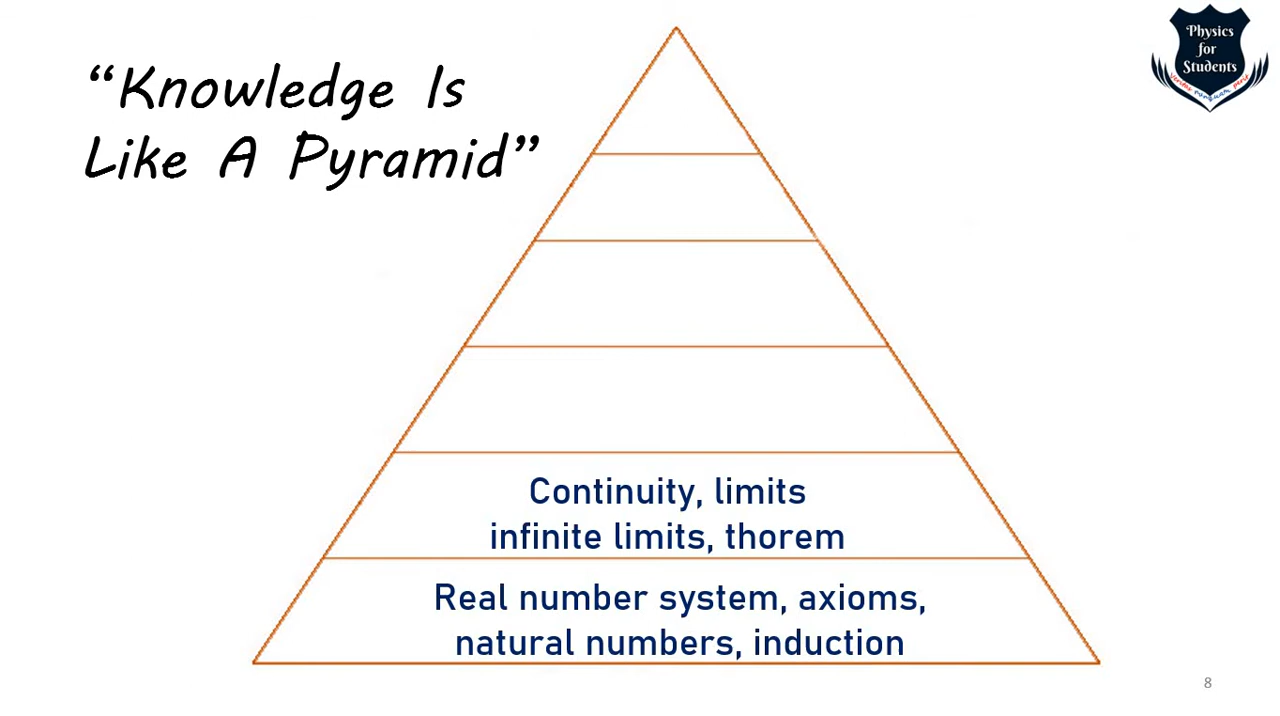 “Knowledge Is
Like A Pyramid”
Physics
for
Students
Continuity, limits
infinite limits, thorem
Real number system, axioms,
natural numbers, induction
8